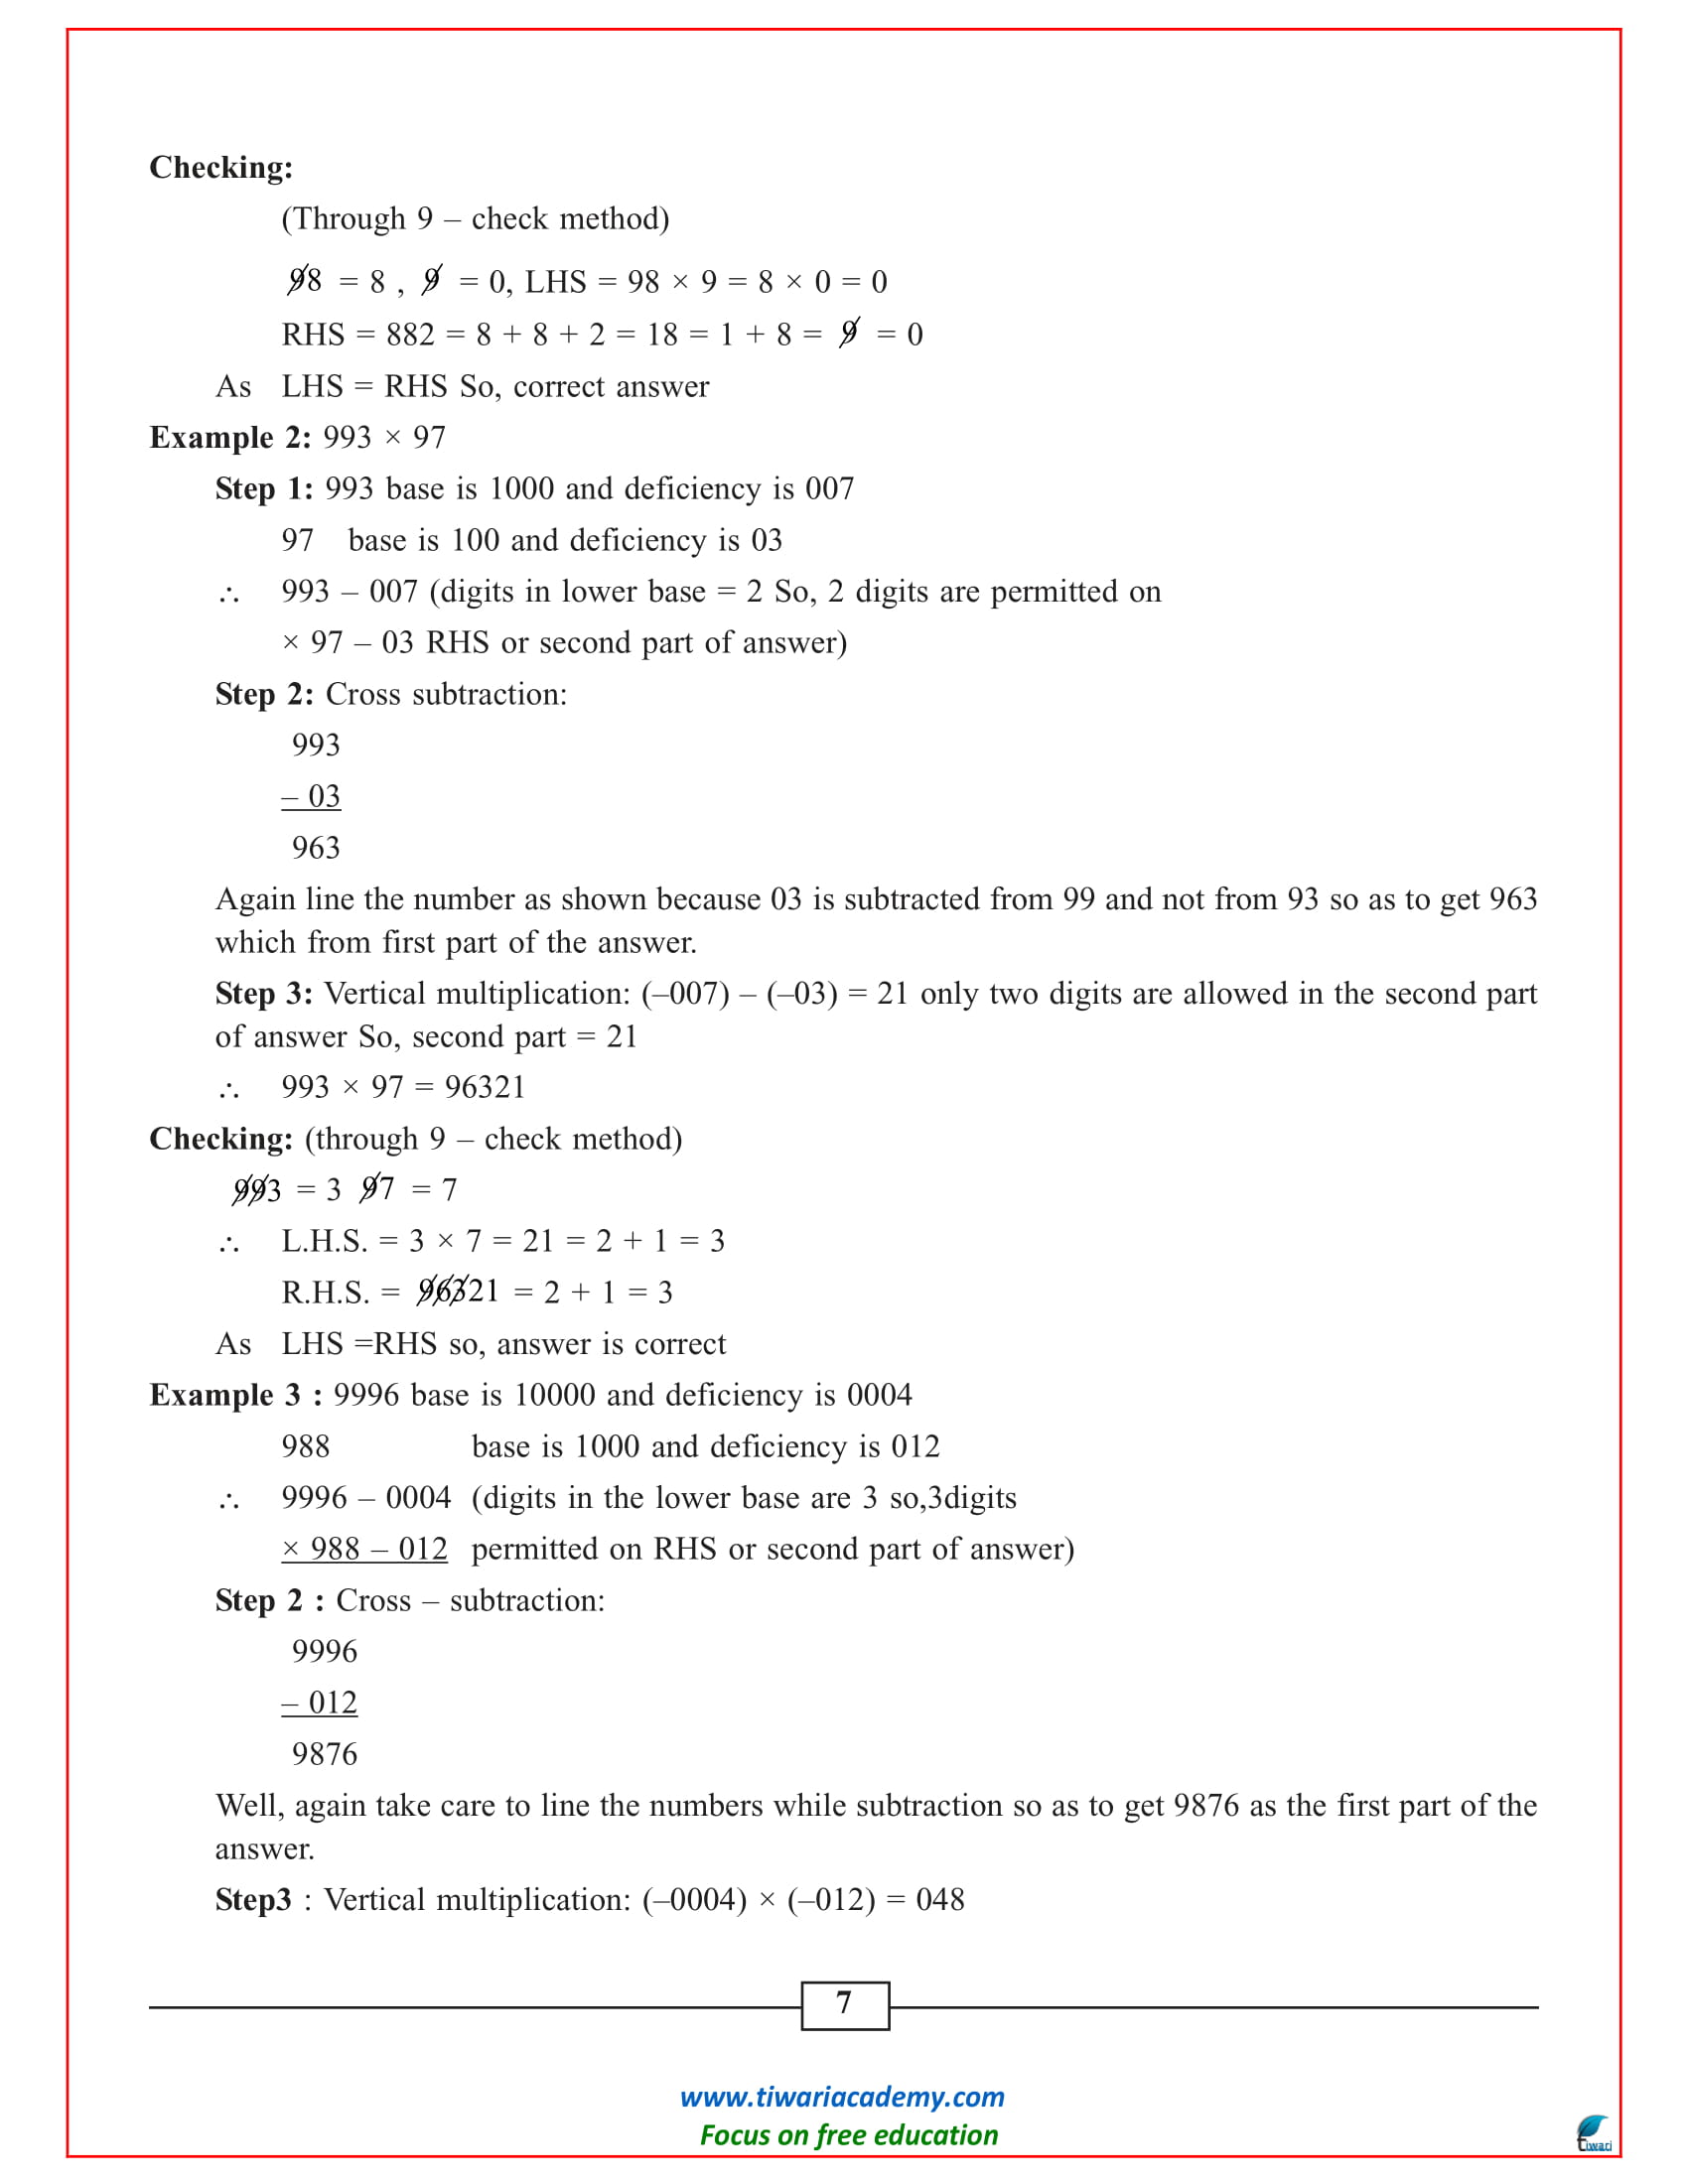 Checking:
(Through 9 – check method)
98 = 8 , 9 = 0, LHS = 98 × 9 = 8 × 0 = 0
RHS = 882 = 8 + 8 + 2 = 18 = 1 + 8 = 9 = 0
As LHS = RHS So, correct answer
Example 2: 993 × 97
Step 1: 993 base is 1000 and deficiency is 007
97 base is 100 and deficiency is 03
∴ 993 – 007 (digits in lower base = 2 So, 2 digits are permitted on
× 97 – 03 RHS or second part of answer)
Step 2: Cross subtraction:
993
– 03
963
Again line the number as shown because 03 is subtracted from 99 and not from 93 so as to get 963
which from first part of the answer.
Step 3: Vertical multiplication: (–007) – (–03) = 21 only two digits are allowed in the second part
of answer So, second part = 21
∴ 993 × 97 = 96321
Checking: (through 9 – check method)
993 = 3 97 = 7
∴ L.H.S. = 3 × 7 = 21 = 2 + 1 = 3
R.H.S. = 96321 = 2 + 1 = 3
As LHS =RHS so, answer is correct
Example 3 : 9996 base is 10000 and deficiency is 0004
988 base is 1000 and deficiency is 012
∴ 9996 – 0004 (digits in the lower base are 3 so,3digits
× 988 – 012 permitted on RHS or second part of answer)
Step 2 : Cross – subtraction:
9996
– 012
9876
Well, again take care to line the numbers while subtraction so as to get 9876 as the first part of the
answer.
Step3 : Vertical multiplication: (–0004) × (–012) = 048
7
www.tiwariacademy.com
Focus on free education
Tiwari